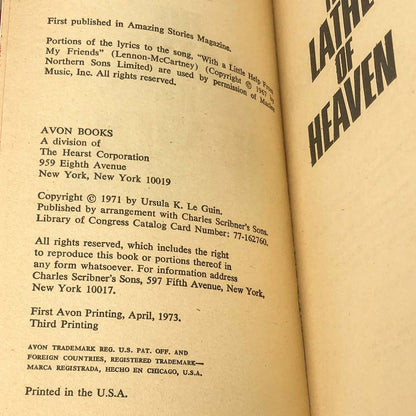 First published in Amazing Stories Magazine.
Portions of the lyrics to the song, "With a Little Help From
My Friends" (Lennon-McCartney) (Copyright © 1967 by
Northern Sons Limited) are used by permission of Maclen
Music, Inc. All rights reserved.
AVON BOOKS
A division of
The Hearst Corporation
959 Eighth Avenue
New York, New York 10019
Copyright © 1971 by Ursula K. Le Guin.
Published by arrangement with Charles Scribner's Sons.
Library of Congress Catalog Card Number: 77-162760.
All rights reserved, which includes the right
to reproduce this book or portions thereof in
any form whatsoever. For information address
Charles Scribner's Sons, 597 Fifth Avenue, New York,
New York 10017.
First Avon Printing, April, 1973.
Third Printing
AVON TRADEMARK REG. U.S. PAT. OFF. AND
FOREIGN COUNTRIES, REGISTERED TRADEMARK—
MARCA REGISTRADA, HECHO EN CHICAGO, U.S.A.
Printed in the U.S.A.
LATHE
OF
HEAVEN